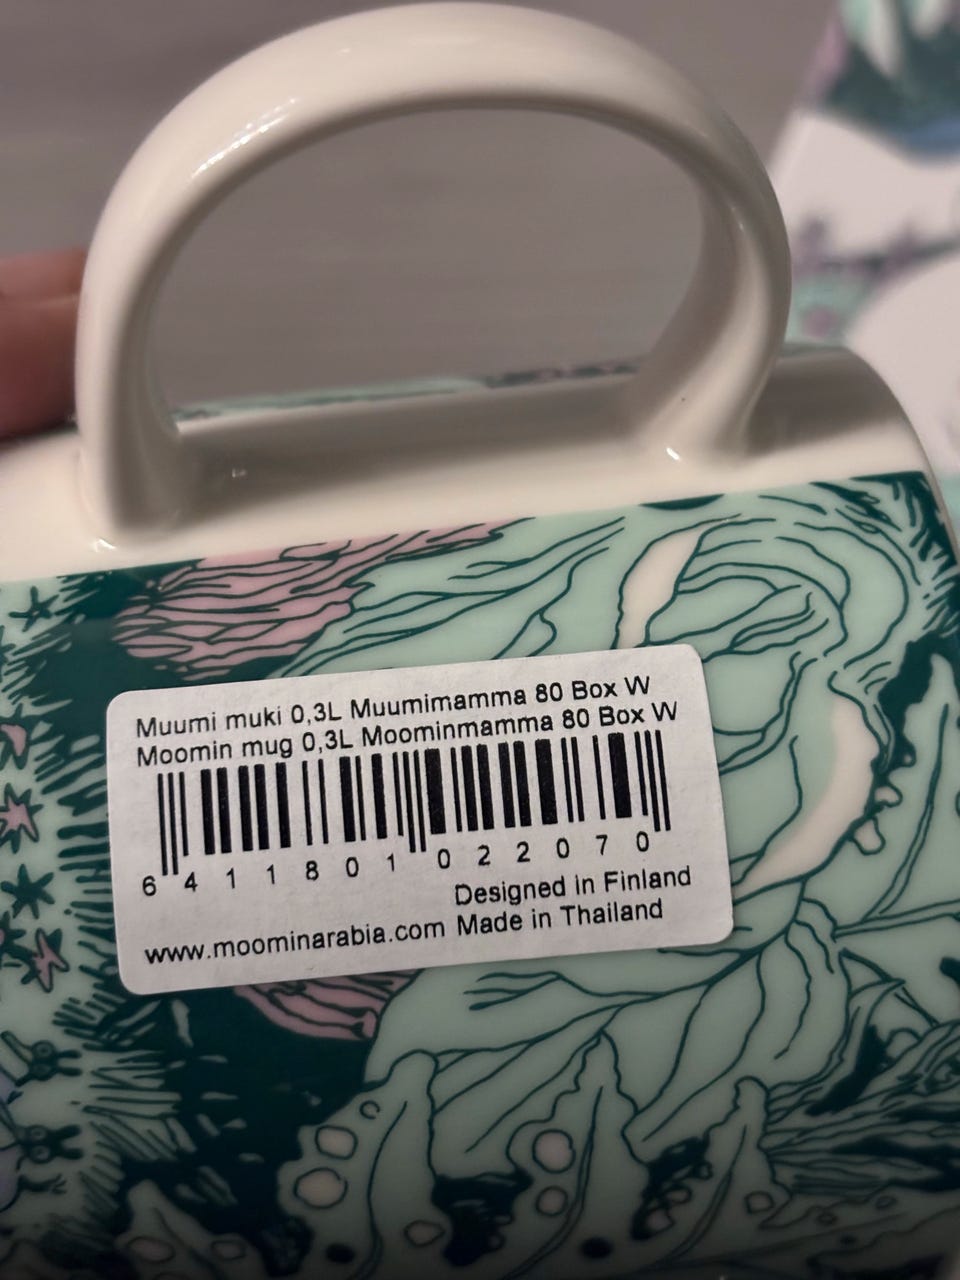 Muumi muki 0,3L Muumimamma 80 Box W
Moomin mug 0,3L Moominmamma 80 Box W
6 411801 022070
Designed in Finland
www.moominarabia.com Made in Thailand